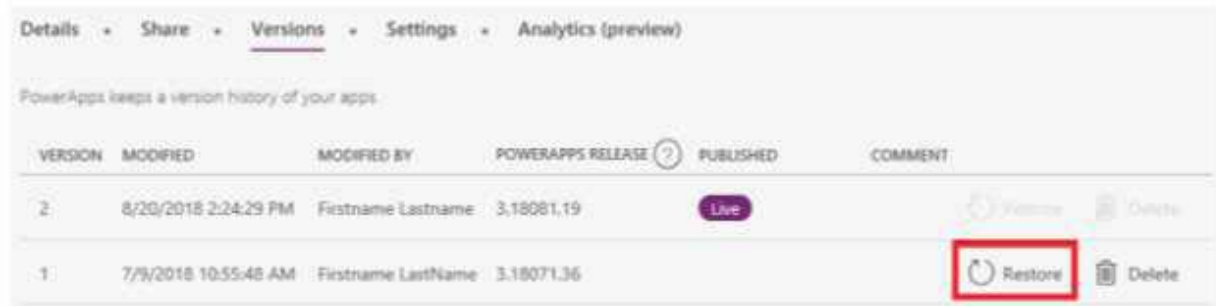 Details Share Versions Settings Analytics (preview)
PowerApps keeps a version history of your apps
VERSION MODIFIED MODIFIED BY POWERAPPS RELEASE ? PUBLISHED COMMENT
2 8/20/2018 2:24:29 PM Firstname Lastname 3.18081.19 Live Restore Delete
1 7/9/2018 10:55:48 AM Firstname LastName 3.18071.36 Restore Delete